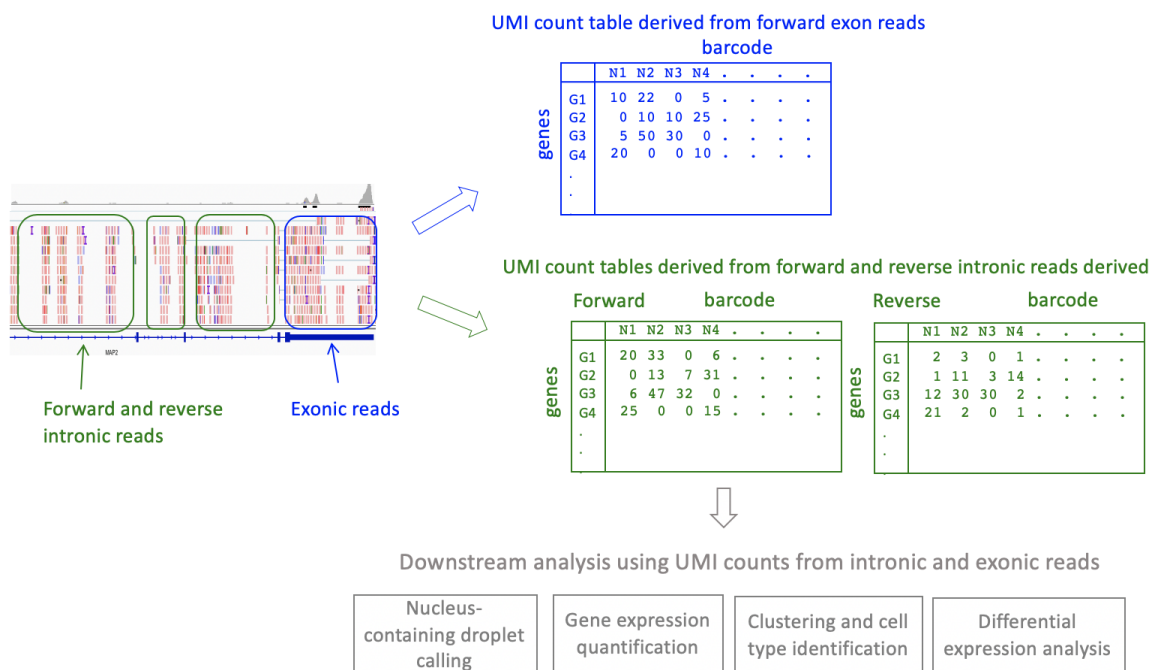 UMI count table derived from forward exon reads
barcode
N1 N2 N3 N4 . . . .
G1 10 22 0 5 . . . .
G2 0 10 10 25 . . . .
G3 5 50 30 0 . . . .
G4 20 0 0 10 . . . .
.
.
genes
MAP2
Forward and reverse
intronic reads
Exonic reads
UMI count tables derived from forward and reverse intronic reads derived
Forward barcode
N1 N2 N3 N4 . . . .
G1 20 33 0 6 . . . .
G2 0 13 7 31 . . . .
G3 6 47 32 0 . . . .
G4 25 0 0 15 . . . .
.
.
.
genes
Reverse barcode
N1 N2 N3 N4 . . . .
G1 2 3 0 1 . . . .
G2 1 11 3 14 . . . .
G3 12 30 30 2 . . . .
G4 21 2 0 1 . . . .
.
.
.
genes
Downstream analysis using UMI counts from intronic and exonic reads
Nucleus-
containing droplet
calling
Gene expression
quantification
Clustering and cell
type identification
Differential
expression analysis